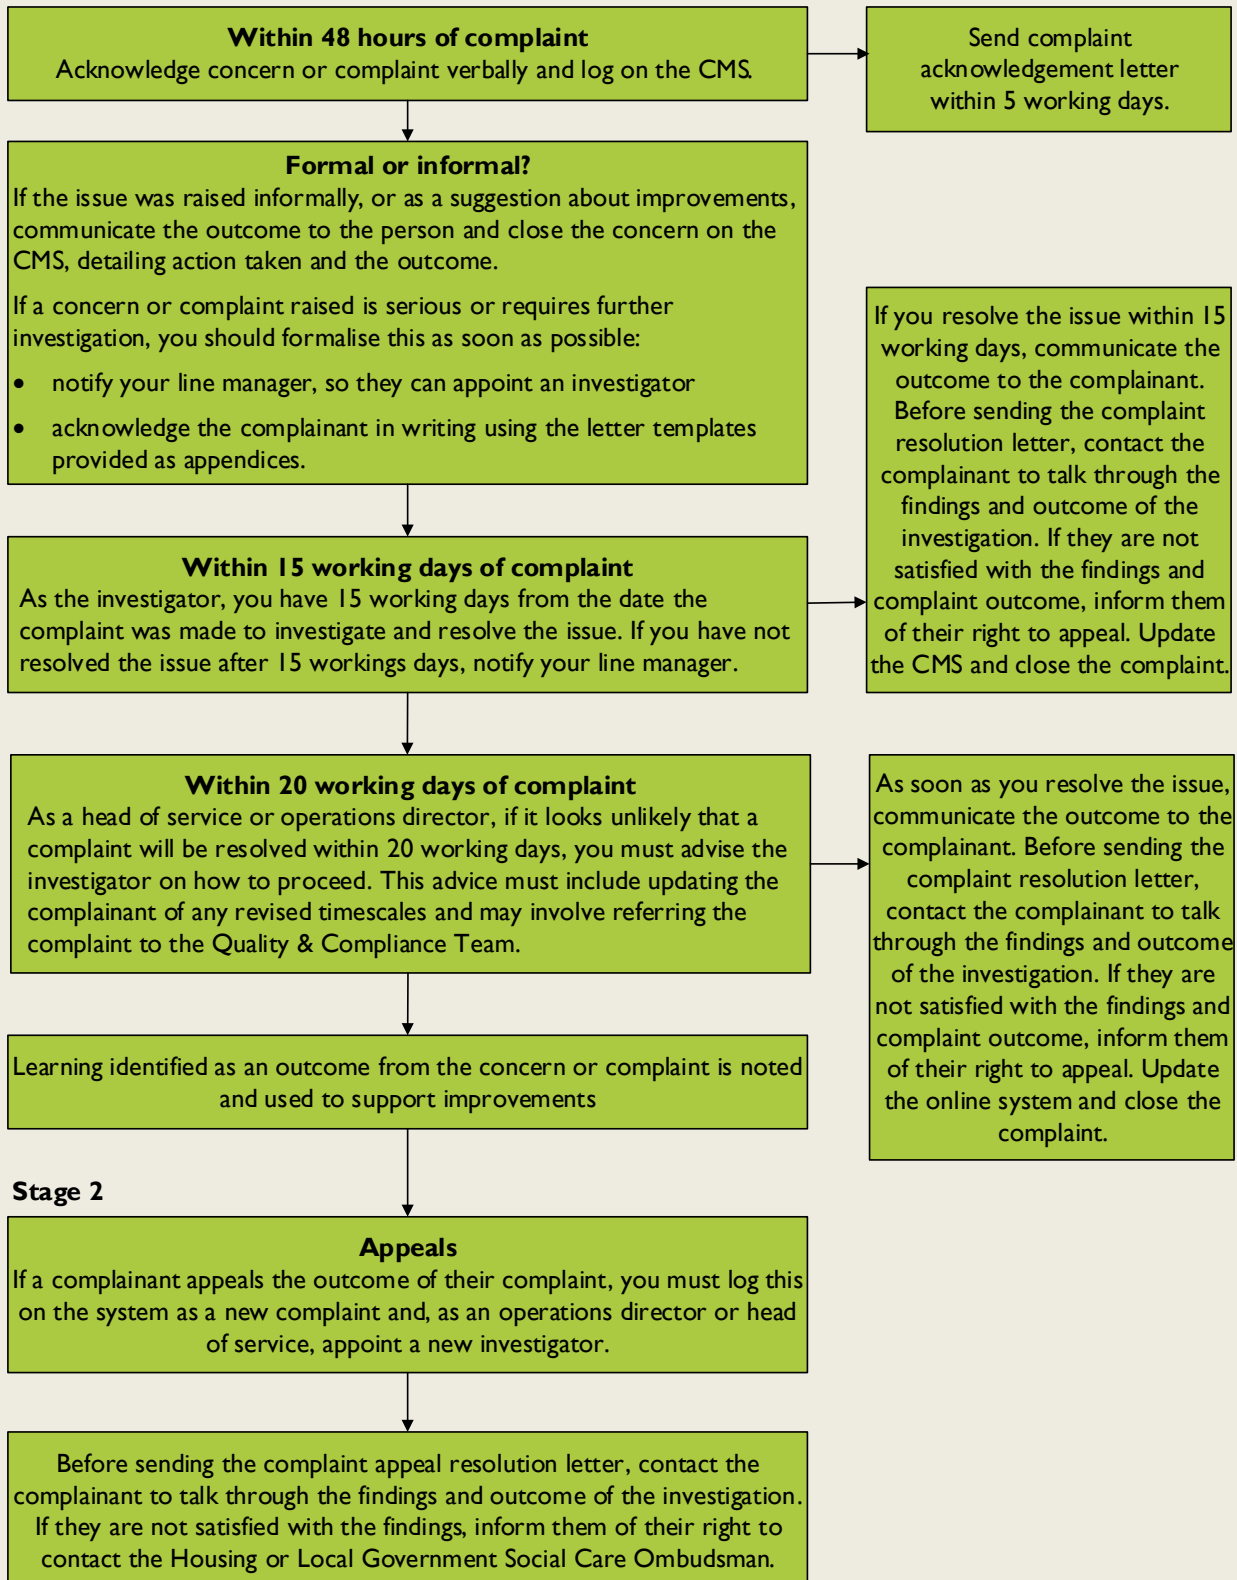 Within 48 hours of complaint
Acknowledge concern or complaint verbally and log on the CMS.
Send complaint
acknowledgement letter
within 5 working days.
Formal or informal?
If the issue was raised informally, or as a suggestion about improvements,
communicate the outcome to the person and close the concern on the
CMS, detailing action taken and the outcome.
If a concern or complaint raised is serious or requires further
investigation, you should formalise this as soon as possible:
• notify your line manager, so they can appoint an investigator
• acknowledge the complainant in writing using the letter templates
provided as appendices.
Within 15 working days of complaint
As the investigator, you have 15 working days from the date the
complaint was made to investigate and resolve the issue. If you have not
resolved the issue after 15 workings days, notify your line manager.
If you resolve the issue within 15
working days, communicate the
outcome to the complainant.
Before sending the complaint
resolution letter, contact the
complainant to talk through the
findings and outcome of the
investigation. If they are not
satisfied with the findings and
complaint outcome, inform them
of their right to appeal. Update
the CMS and close the complaint.
Within 20 working days of complaint
As a head of service or operations director, if it looks unlikely that a
complaint will be resolved within 20 working days, you must advise the
investigator on how to proceed. This advice must include updating the
complainant of any revised timescales and may involve referring the
complaint to the Quality & Compliance Team.
As soon as you resolve the issue,
communicate the outcome to the
complainant. Before sending the
complaint resolution letter,
contact the complainant to talk
through the findings and outcome
of the investigation. If they are
not satisfied with the findings and
complaint outcome, inform them
of their right to appeal. Update
the online system and close the
complaint.
Learning identified as an outcome from the concern or complaint is noted
and used to support improvements
Stage 2
Appeals
If a complainant appeals the outcome of their complaint, you must log this
on the system as a new complaint and, as an operations director or head
of service, appoint a new investigator.
Before sending the complaint appeal resolution letter, contact the
complainant to talk through the findings and outcome of the investigation.
If they are not satisfied with the findings, inform them of their right to
contact the Housing or Local Government Social Care Ombudsman.